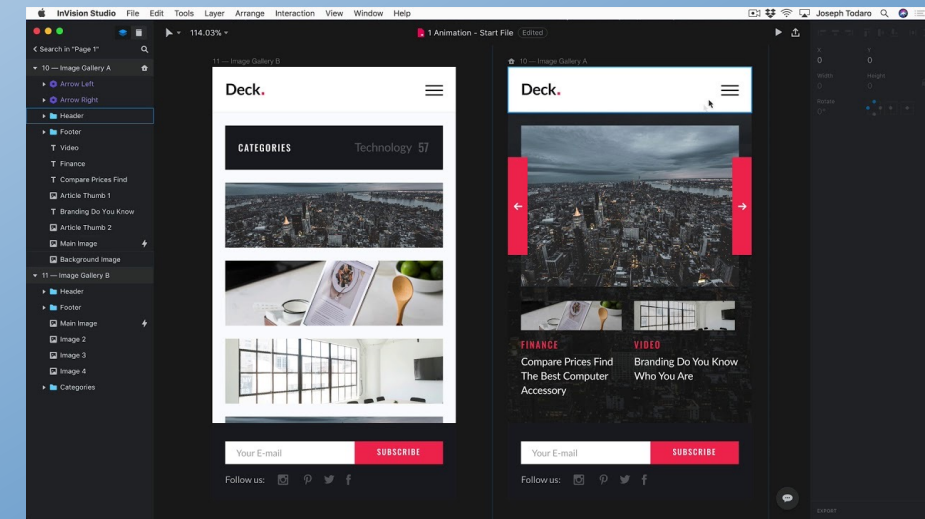 InVision Studio File Edit Tools Layer Arrange Interaction View Window Help
Joseph Todaro
114.03%
1 Animation - Start File Edited
Search in "Page 1"
10 — Image Gallery A
Arrow Left
Arrow Right
Header
Footer
Video
Finance
Compare Prices Find
Article Thumb 1
Branding Do You Know
Article Thumb 2
Main Image
Background Image
11 — Image Gallery B
Header
Footer
Main Image
Image 2
Image 3
Image 4
Categories
11 — Image Gallery B
Deck.
CATEGORIES
Technology 57
Your E-mail
SUBSCRIBE
Follow us:
10 — Image Gallery A
Deck.
FINANCE
Compare Prices Find
The Best Computer
Accessory
VIDEO
Branding Do You Know
Who You Are
Your E-mail
SUBSCRIBE
Follow us:
X Y
0 0
Width Height
0 0
Rotate
0°
EXPORT